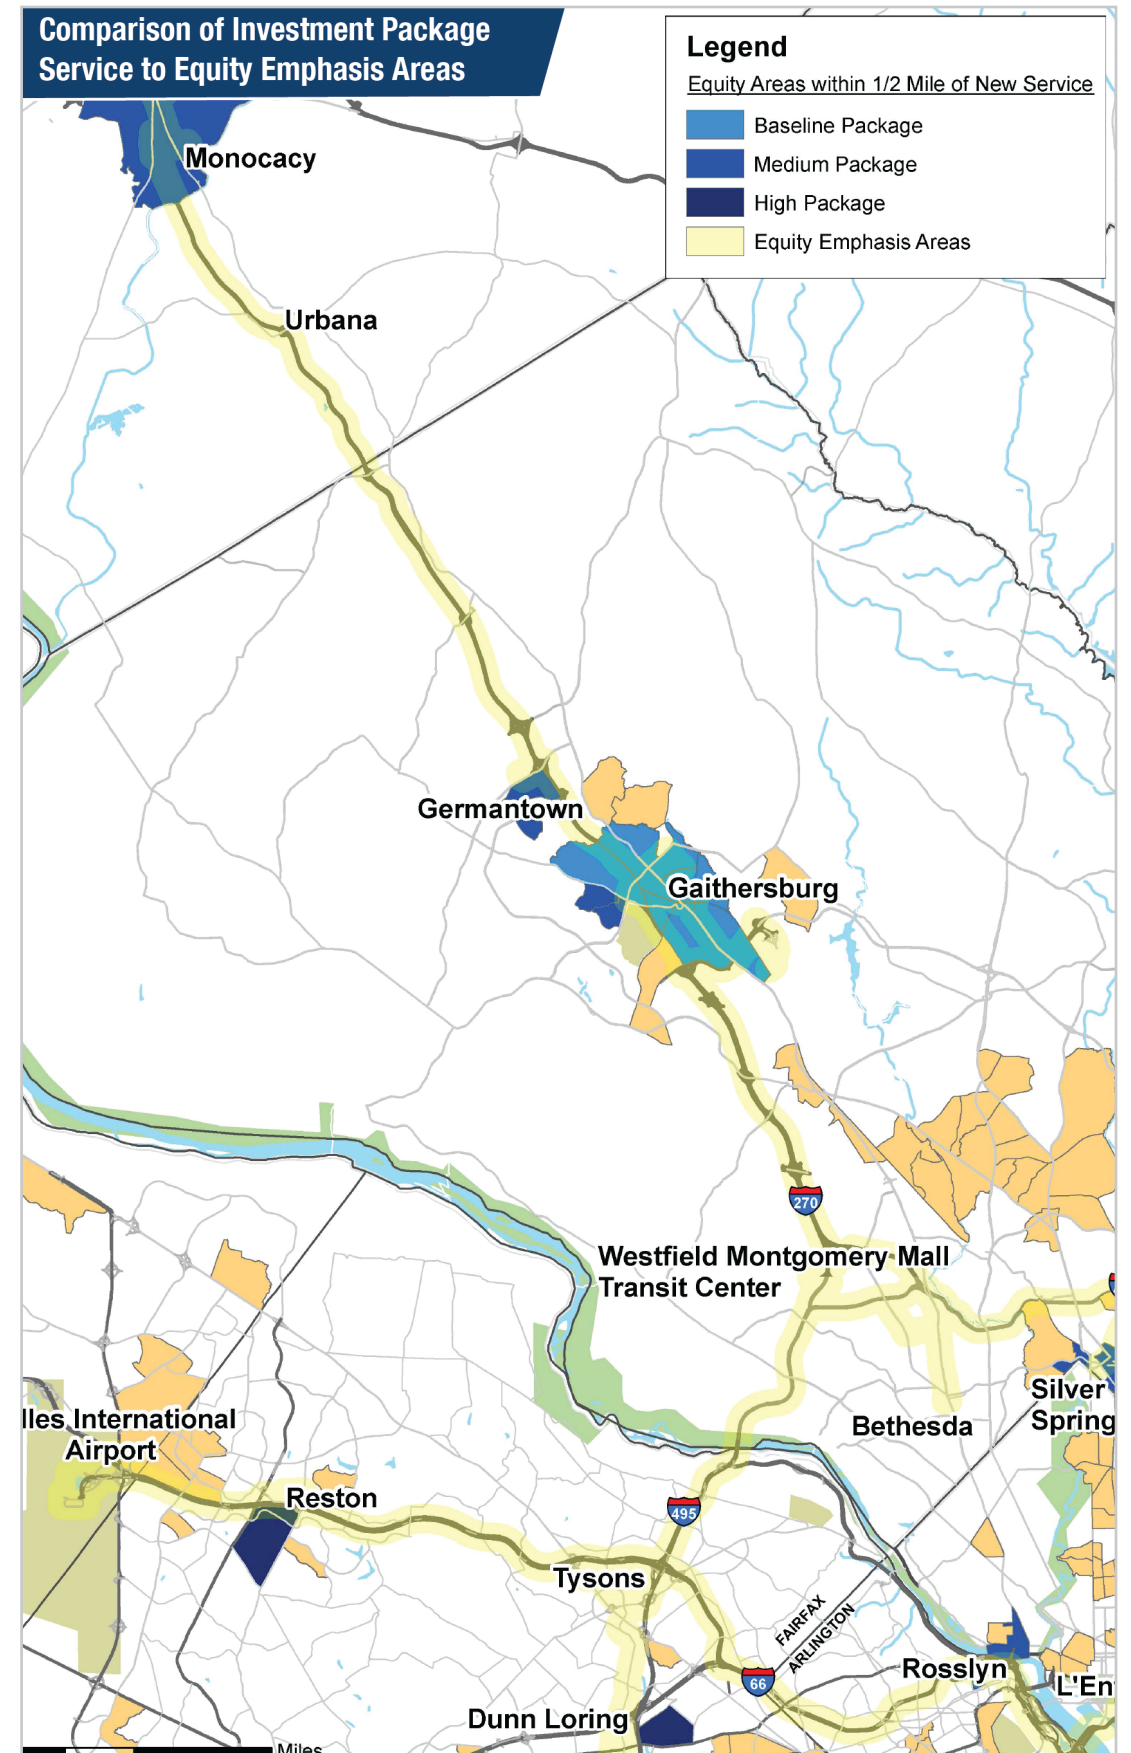 Comparison of Investment Package
Service to Equity Emphasis Areas
Legend
Equity Areas within 1/2 Mile of New Service
Baseline Package
Medium Package
High Package
Equity Emphasis Areas
Monocacy
Urbana
Germantown
Gaithersburg
270
Westfield Montgomery Mall
Transit Center
Silver
Spring
Bethesda
lles International
Airport
Reston
495
Tysons
FAIRFAX
ARLINGTON
Rosslyn
66
L'En
Dunn Loring
Miles